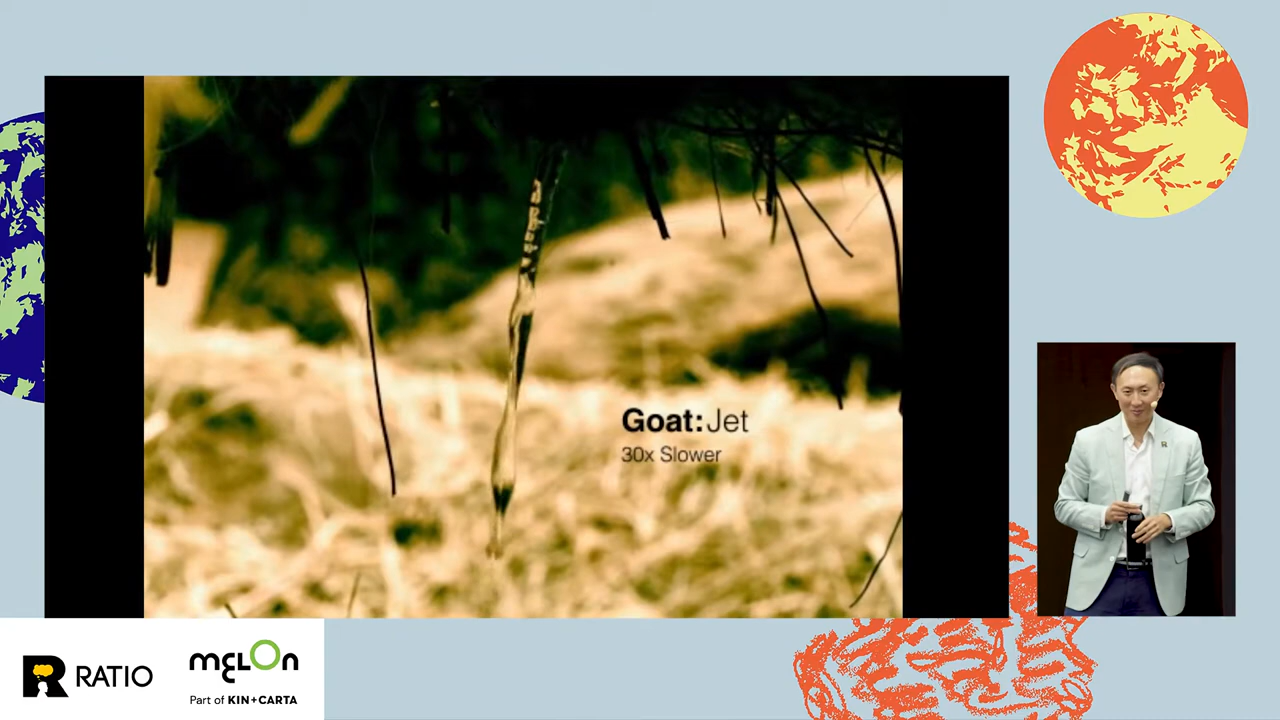 Goat: Jet
30x Slower
RATIO
MELON
Part of KIN+CARTA